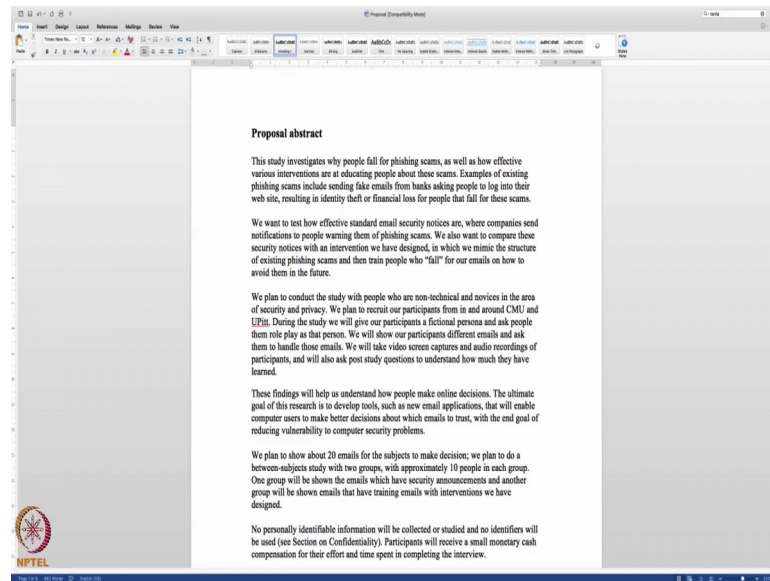 Proposal [Compatibility Mode]
Home Insert Design Layout References Mailings Review View
Paste
Times New Ro...
12
Styles
Pane
Proposal abstract
This study investigates why people fall for phishing scams, as well as how effective
various interventions are at educating people about these scams. Examples of existing
phishing scams include sending fake emails from banks asking people to log into their
web site, resulting in identity theft or financial loss for people that fall for these scams.
We want to test how effective standard email security notices are, where companies send
notifications to people warning them of phishing scams. We also want to compare these
security notices with an intervention we have designed, in which we mimic the structure
of existing phishing scams and then train people who “fall” for our emails on how to
avoid them in the future.
We plan to conduct the study with people who are non-technical and novices in the area
of security and privacy. We plan to recruit our participants from in and around CMU and
UPitt. During the study we will give our participants a fictional persona and ask people
them role play as that person. We will show our participants different emails and ask
them to handle those emails. We will take video screen captures and audio recordings of
participants, and will also ask post study questions to understand how much they have
learned.
These findings will help us understand how people make online decisions. The ultimate
goal of this research is to develop tools, such as new email applications, that will enable
computer users to make better decisions about which emails to trust, with the end goal of
reducing vulnerability to computer security problems.
We plan to show about 20 emails for the subjects to make decision; we plan to do a
between-subjects study with two groups, with approximately 10 people in each group.
One group will be shown the emails which have security announcements and another
group will be shown emails that have training emails with interventions we have
designed.
No personally identifiable information will be collected or studied and no identifiers will
be used (see Section on Confidentiality). Participants will receive a small monetary cash
compensation for their effort and time spent in completing the interview.
NPTEL